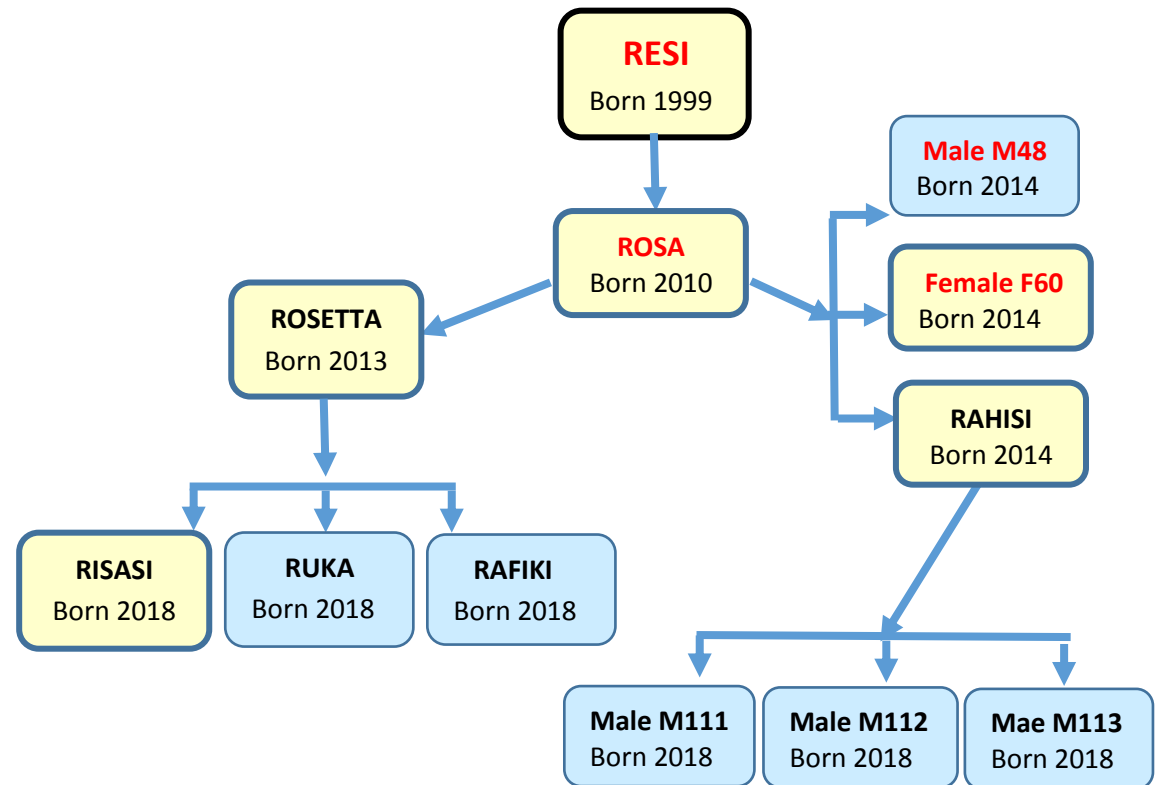 RESI
Born 1999
Male M48
Born 2014
ROSA
Born 2010
Female F60
Born 2014
ROSETTA
Born 2013
RAHISI
Born 2014
RISASI
Born 2018
RUKA
Born 2018
RAFIKI
Born 2018
Male M111
Born 2018
Male M112
Born 2018
Mae M113
Born 2018